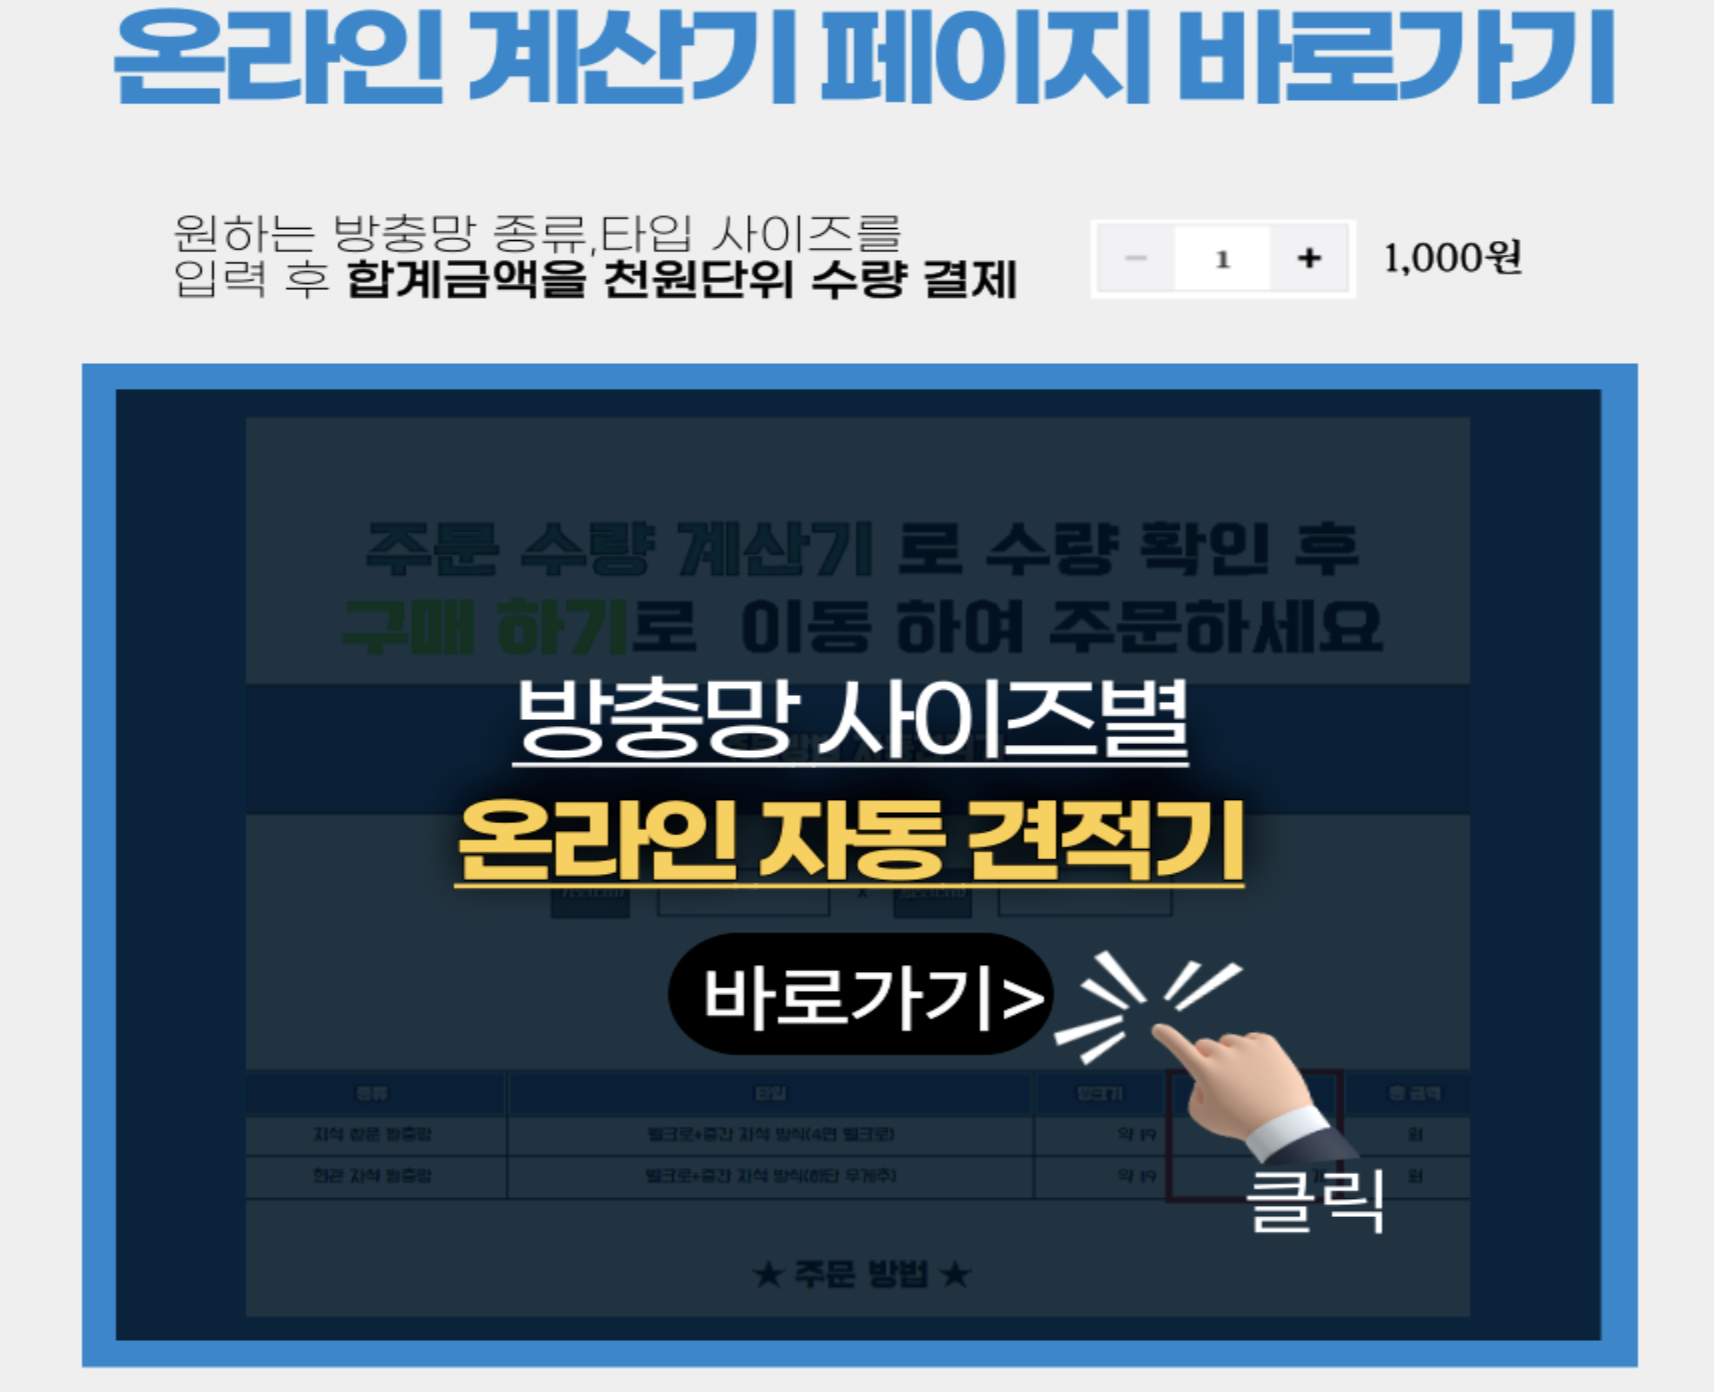 온라인 계산기 페이지 바로가기
원하는 방충망 종류,타입 사이즈를
입력 후 합계금액을 천원단위 수량 결제
− 1 + 1,000원
주문 수량 계산기 로 수량 확인 후
구매 하기로 이동 하여 주문하세요
방충망 사이즈별
온라인 자동 견적기
x
바로가기>
종류 타입 총 금액
자석 창문 방충망 벨크로+중간 자석 방식(4면 벨크로) 약 19 원
현관 자석 방충망 벨크로+중간 자석 방식(하단 무게추) 약 19 원
클릭
★ 주문 방법 ★